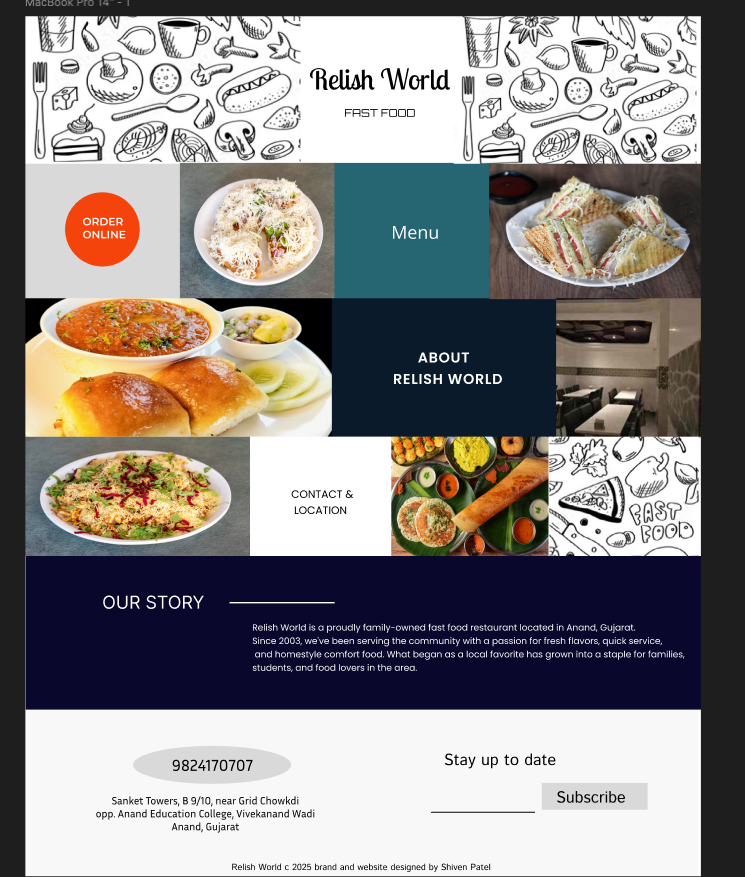 MacBook Pro 14" - 1
Relish World
FAST FOOD
ORDER
ONLINE
Menu
ABOUT
RELISH WORLD
CONTACT &
LOCATION
FAST
FOOD
OUR STORY
Relish World is a proudly family-owned fast food restaurant located in Anand, Gujarat.
Since 2003, we've been serving the community with a passion for fresh flavors, quick service,
and homestyle comfort food. What began as a local favorite has grown into a staple for families,
students, and food lovers in the area.
9824170707
Sanket Towers, B 9/10, near Grid Chowkdi
opp. Anand Education College, Vivekanand Wadi
Anand, Gujarat
Stay up to date
Subscribe
Relish World c 2025 brand and website designed by Shiven Patel